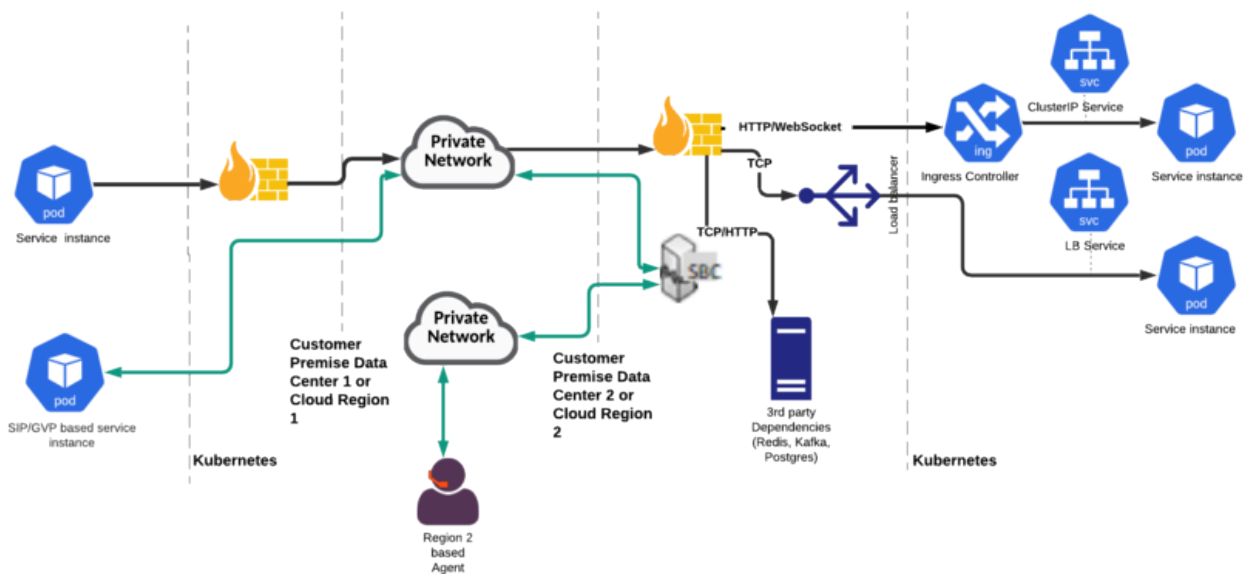 pod
Service instance
pod
SIP/GVP based service
instance
Kubernetes
Private
Network
Private
Network
Customer
Premise Data
Center 1 or
Cloud Region
1
Region 2
based
Agent
Customer
Premise Data
Center 2 or
Cloud Region
2
SBC
HTTP/WebSocket
TCP
TCP/HTTP
3rd party
Dependencies
(Redis, Kafka,
Postgres)
Load balancer
Kubernetes
ing
Ingress Controller
svc
ClusterIP Service
pod
Service instance
svc
LB Service
pod
Service instance